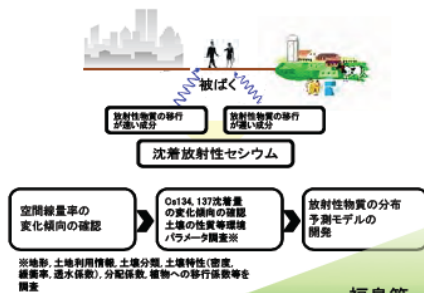 被ばく
放射性物質の移行
が速い成分
放射性物質の移行
が遅い成分
沈着放射性セシウム
空間線量率の
変化傾向の確認
Cs134, 137沈着量
の変化傾向の確認
土壌の性質等環境
パラメータ調査※
放射性物質の分布
予測モデルの
開発
※地形, 土地利用情報, 土壌分類, 土壌特性(密度,
緩衝率, 透水係数), 分配係数, 植物への移行係数等を
調査